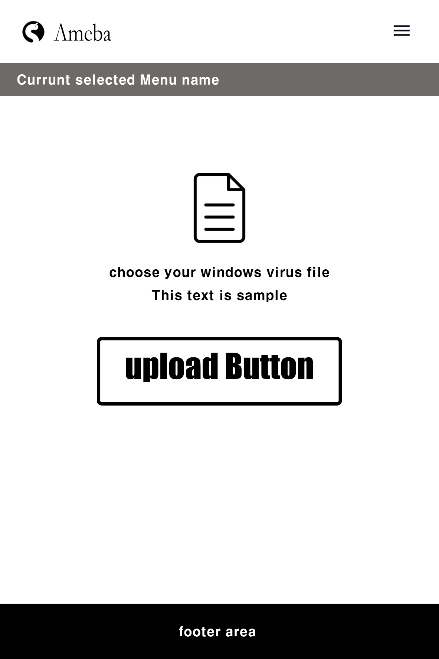 Ameba
Currunt selected Menu name
choose your windows virus file
This text is sample
upload Button
footer area